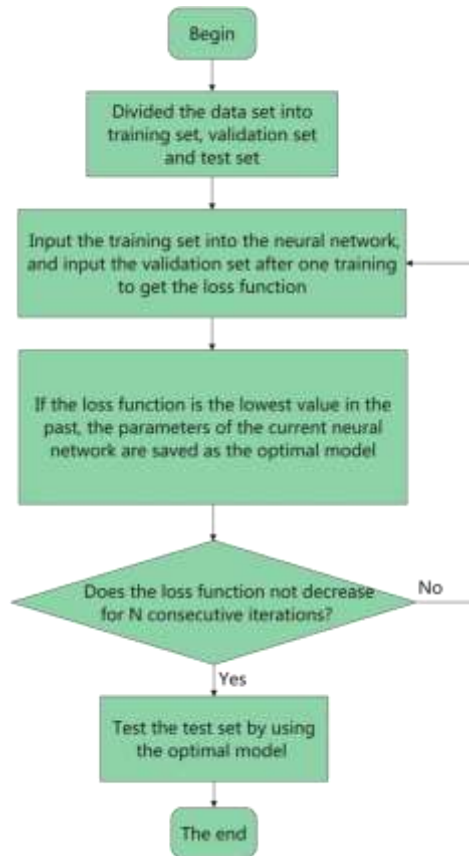 Begin
Divided the data set into
training set, validation set
and test set
Input the training set into the neural network,
and input the validation set after one training
to get the loss function
If the loss function is the lowest value in the
past, the parameters of the current neural
network are saved as the optimal model
Does the loss function not decrease
for N consecutive iterations?
No
Yes
Test the test set by using
the optimal model
The end